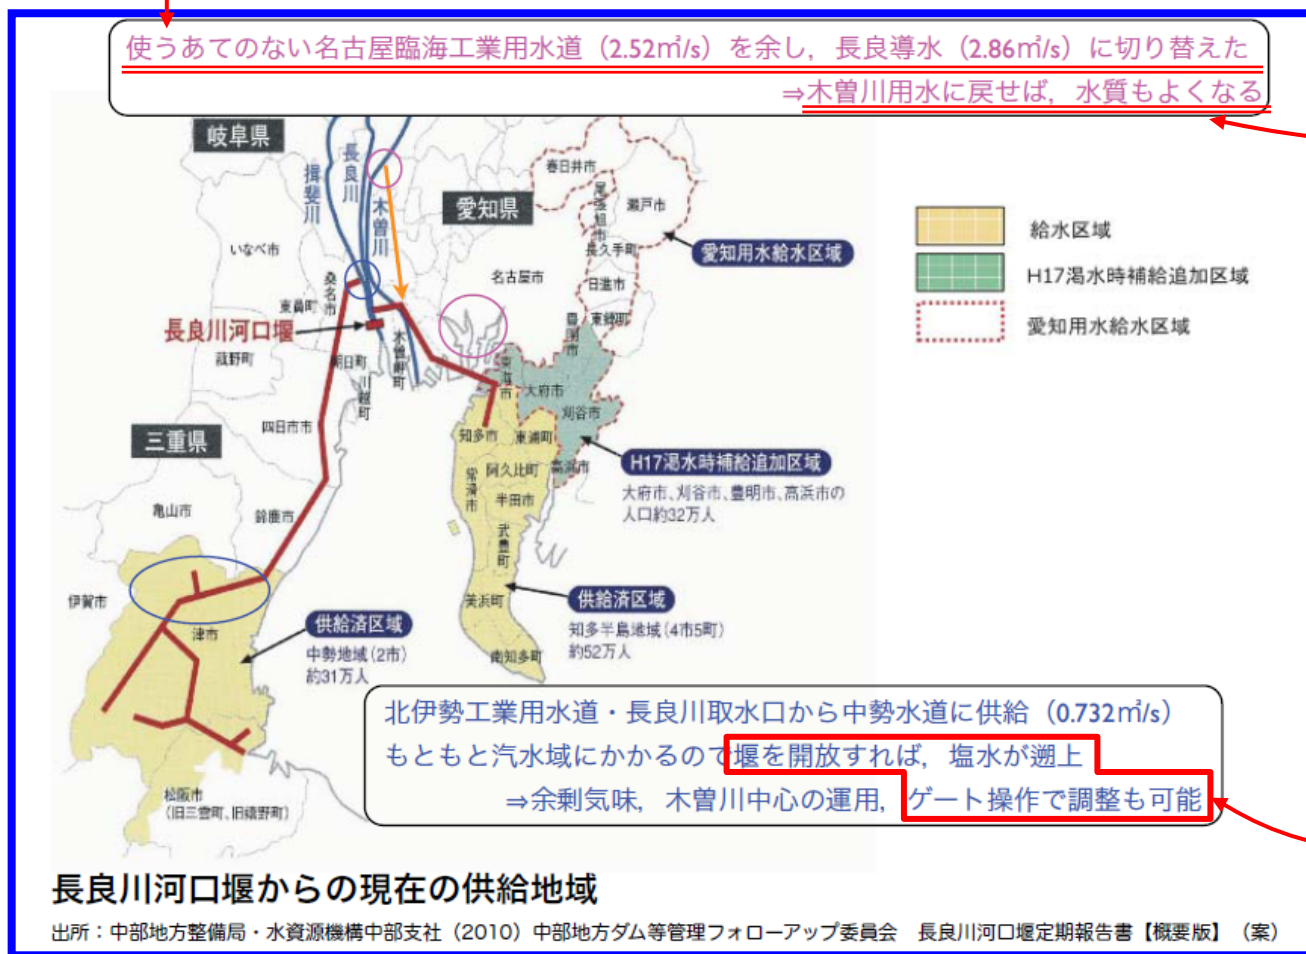 使うあてのない名古屋臨海工業用水道（2.52㎥/s）を余し，長良導水（2.86㎥/s）に切り替えた
⇒木曽川用水に戻せば，水質もよくなる
岐阜県
揖斐川
長良川
木曽川
愛知県
春日井市
尾張旭市
瀬戸市
長久手町
愛知用水給水区域
いなべ市
桑名市
東員町
名古屋市
日進市
豊明市
東郷町
給水区域
H17渇水時補給追加区域
愛知用水給水区域
長良川河口堰
菰野町
朝日町
川越町
木曽岬町
東海市
大府市
刈谷市
三重県
四日市市
知多市
東浦町
高浜市
H17渇水時補給追加区域
大府市、刈谷市、豊明市、高浜市の
人口約32万人
常滑市
阿久比町
半田市
武豊町
亀山市
鈴鹿市
美浜町
供給済区域
知多半島地域(4市5町)
約52万人
南知多町
伊賀市
津市
供給済区域
中勢地域(2市)
約31万人
北伊勢工業用水道・長良川取水口から中勢水道に供給（0.732㎥/s）
もともと汽水域にかかるので堰を開放すれば，塩水が遡上
⇒余剰気味，木曽川中心の運用，ゲート操作で調整も可能
松阪市
(旧三雲町、旧嬉野町)
長良川河口堰からの現在の供給地域
出所：中部地方整備局・水資源機構中部支社（2010）中部地方ダム等管理フォローアップ委員会　長良川河口堰定期報告書【概要版】（案）